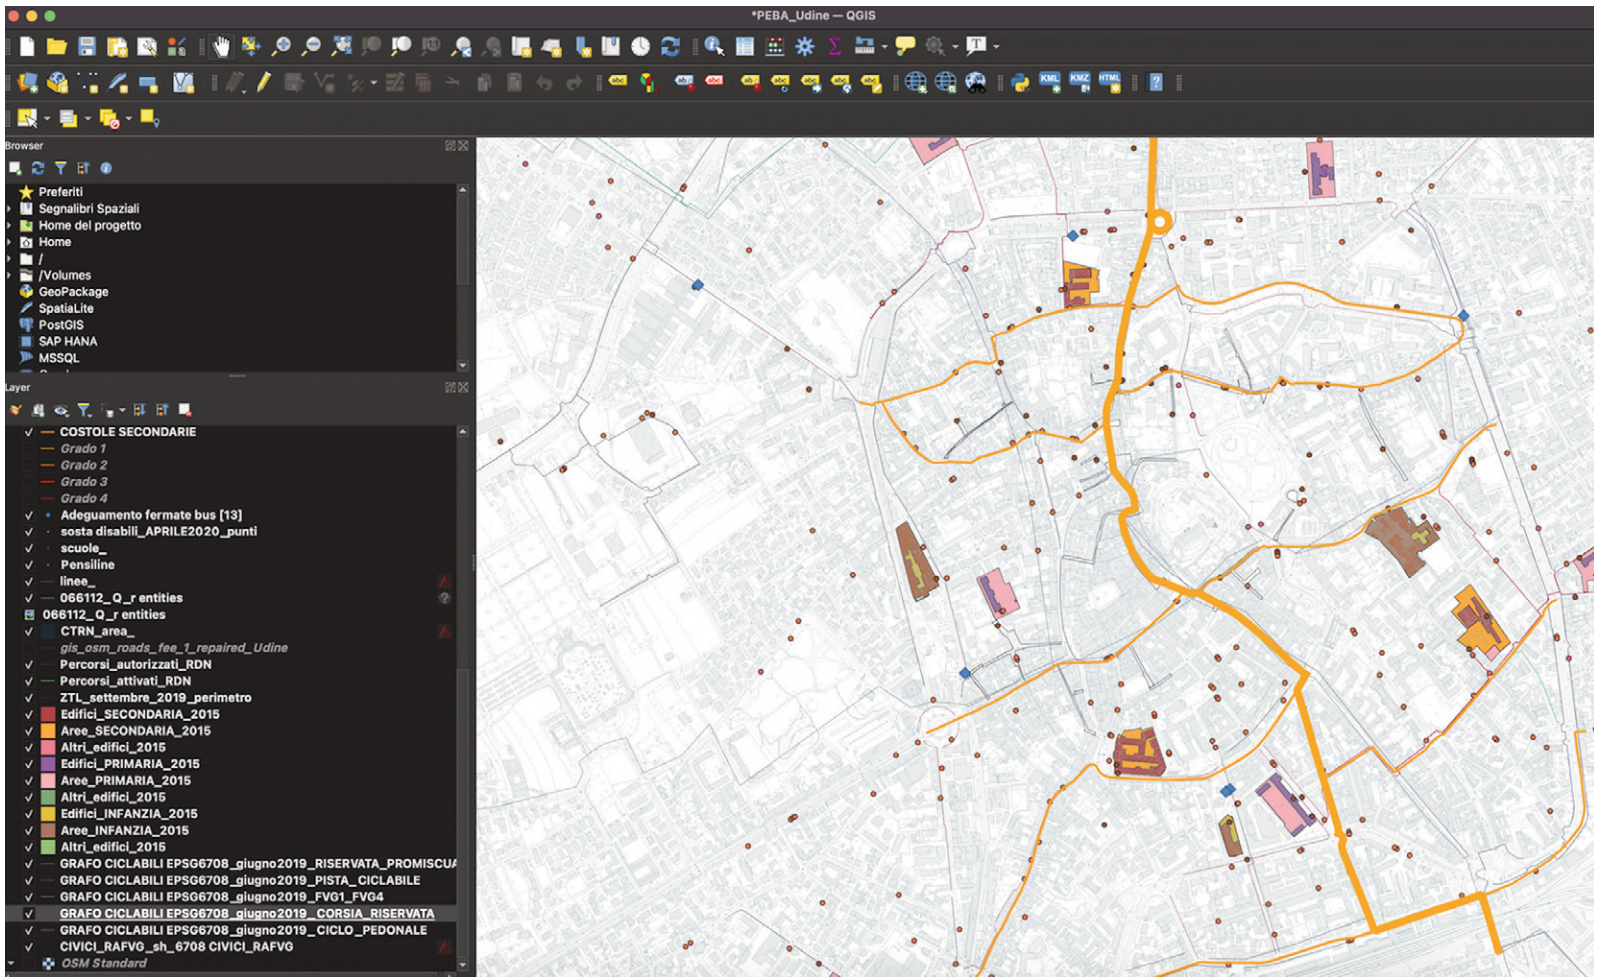 *PEBA_Udine — QGIS
Browser
Preferiti
Segnalibri Spaziali
Home del progetto
Home
/
/Volumes
GeoPackage
SpatiaLite
PostGIS
SAP HANA
MSSQL
Layer
COSTOLE SECONDARIE
Grado 1
Grado 2
Grado 3
Grado 4
Adeguamento fermate bus [13]
sosta disabili_APRILE2020_punti
scuole_
Pensiline
linee_
066112_Q_r entities
066112_Q_r entities
CTRN_area_
gis_osm_roads_fee_1_repaired_Udine
Percorsi_autorizzati_RDN
Percorsi_attivati_RDN
ZTL_settembre_2019_perimetro
Edifici_SECONDARIA_2015
Aree_SECONDARIA_2015
Altri_edifici_2015
Edifici_PRIMARIA_2015
Aree_PRIMARIA_2015
Altri_edifici_2015
Edifici_INFANZIA_2015
Aree_INFANZIA_2015
Altri_edifici_2015
GRAFO CICLABILI EPSG6708_giugno2019_RISERVATA_PROMISCUA
GRAFO CICLABILI EPSG6708_giugno2019_PISTA_CICLABILE
GRAFO CICLABILI EPSG6708_giugno2019_FVG1_FVG4
GRAFO CICLABILI EPSG6708_giugno2019_CORSIA_RISERVATA
GRAFO CICLABILI EPSG6708_giugno2019_CICLO_PEDONALE
CIVICI_RAFVG_sh_6708 CIVICI_RAFVG
OSM Standard